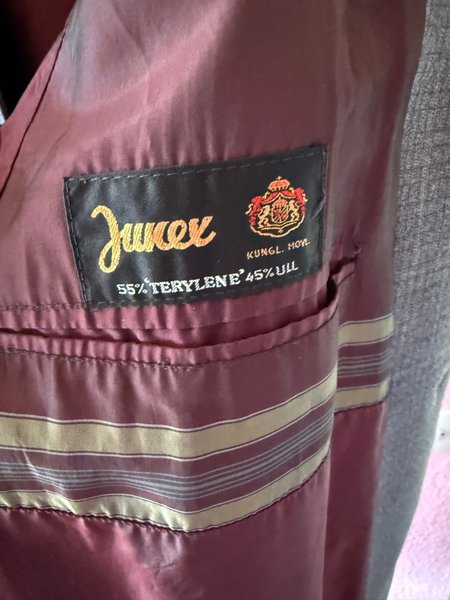 Junex
KUNGL. HOVL.
55% 'TERYLENE' 45% ULL